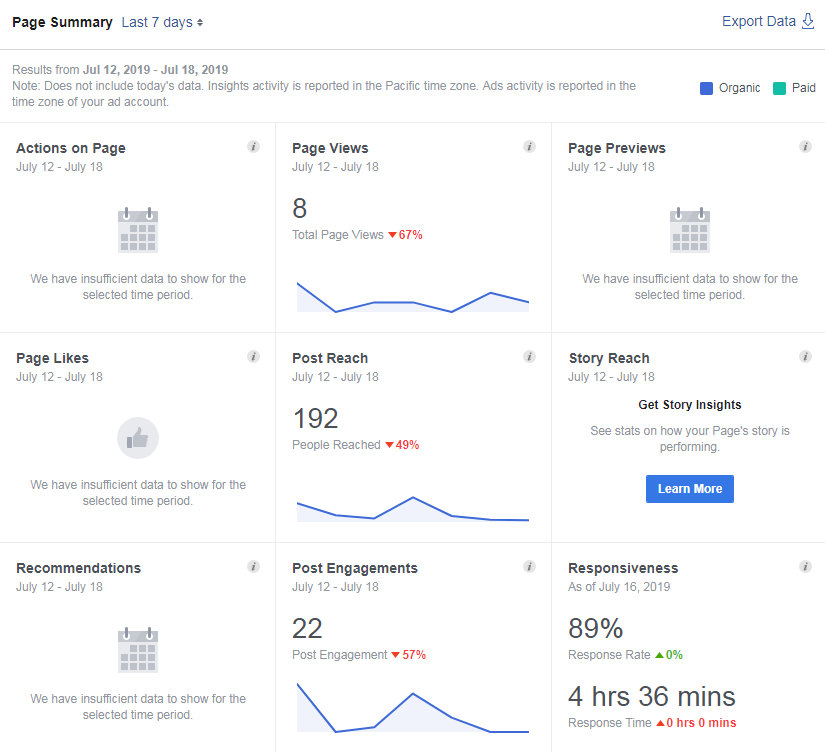 Page Summary Last 7 days
Export Data
Results from Jul 12, 2019 - Jul 18, 2019
Note: Does not include today's data. Insights activity is reported in the Pacific time zone. Ads activity is reported in the
time zone of your ad account.
Organic Paid
Actions on Page
July 12 - July 18
We have insufficient data to show for the
selected time period.
Page Views
July 12 - July 18
8
Total Page Views 67%
Page Previews
July 12 - July 18
We have insufficient data to show for the
selected time period.
Page Likes
July 12 - July 18
We have insufficient data to show for the
selected time period.
Post Reach
July 12 - July 18
192
People Reached 49%
Story Reach
July 12 - July 18
Get Story Insights
See stats on how your Page's story is
performing.
Learn More
Recommendations
July 12 - July 18
We have insufficient data to show for the
selected time period.
Post Engagements
July 12 - July 18
22
Post Engagement 57%
Responsiveness
As of July 16, 2019
89%
Response Rate 0%
4 hrs 36 mins
Response Time 0 hrs 0 mins